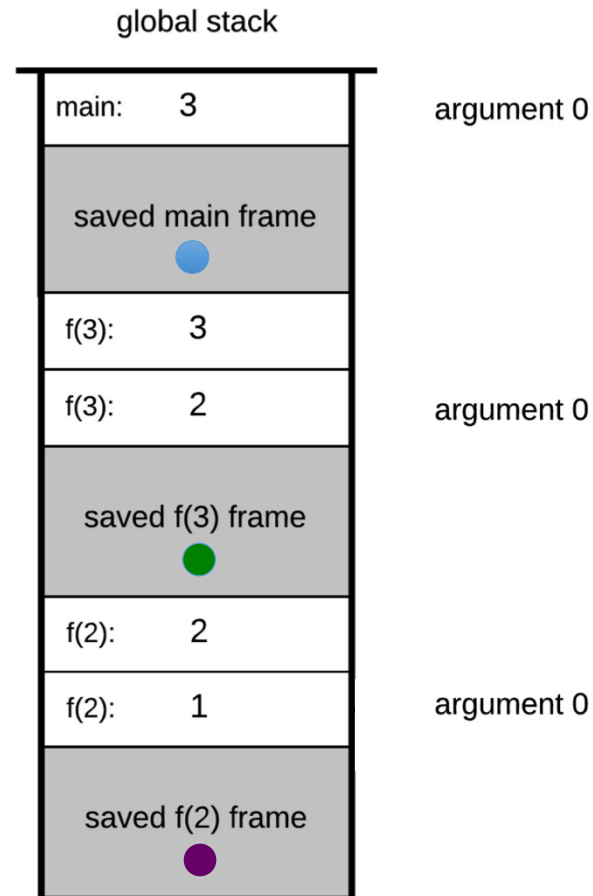 global stack
main: 3 argument 0
saved main frame
f(3): 3
f(3): 2 argument 0
saved f(3) frame
f(2): 2
f(2): 1 argument 0
saved f(2) frame